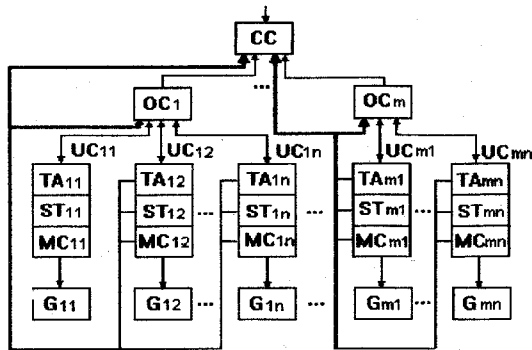 CC
...
OC1 OCm
UC11 UC12 UC1n UCm1 UCmn
TA11 TA12 TA1n TAm1 TAmn
ST11 ST12 ... ST1n ... STm1 ... STmn
MC11 MC12 MC1n MCm1 MCmn
G11 G12 ... G1n ... Gm1 ... Gmn